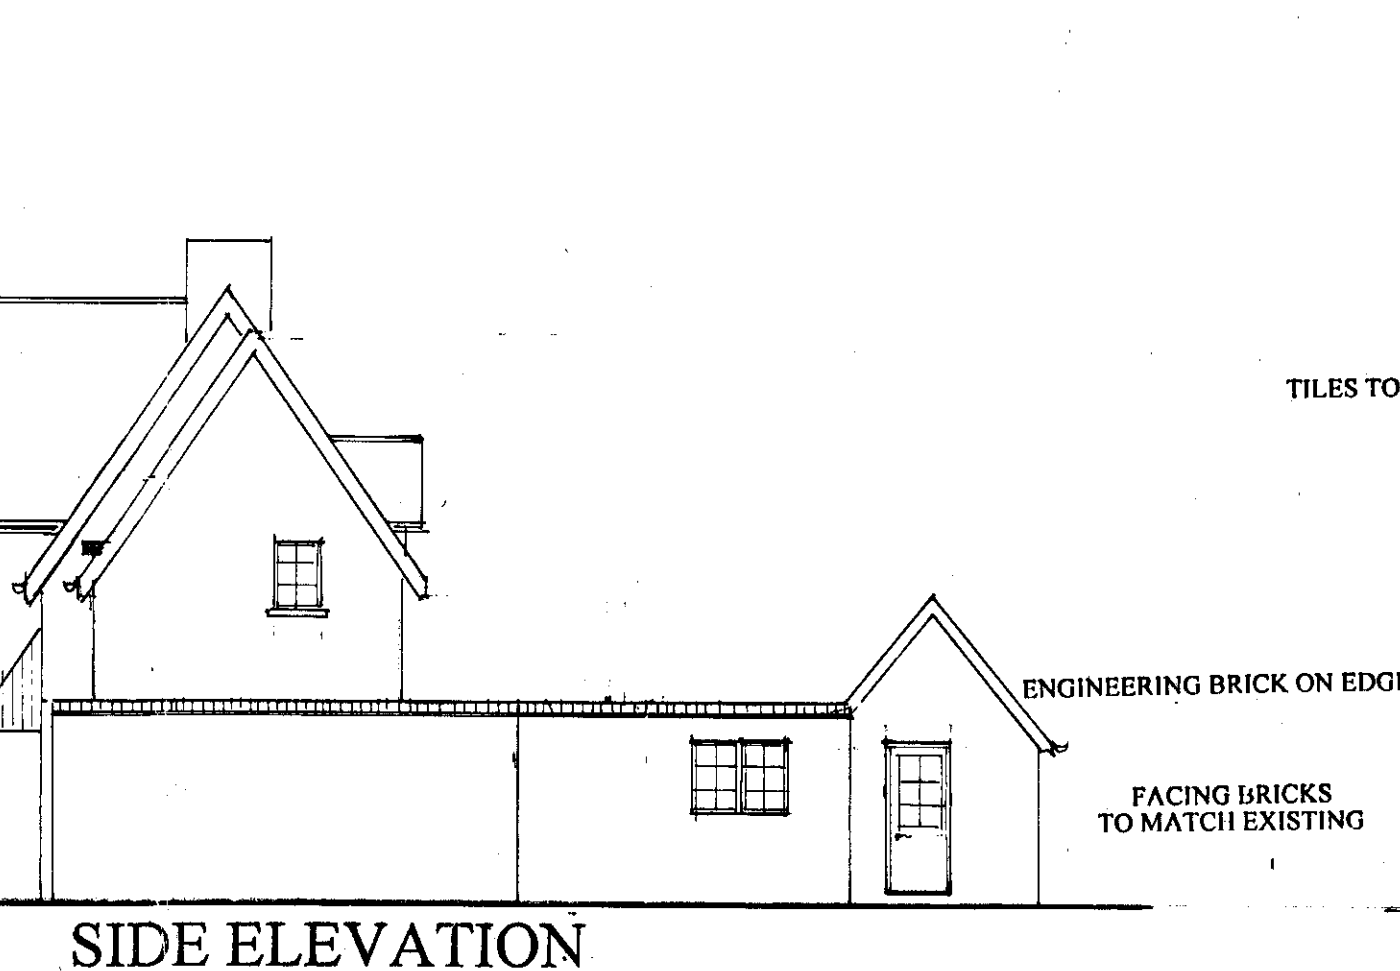 TILES TO
ENGINEERING BRICK ON EDGE
FACING BRICKS
TO MATCH EXISTING
SIDE ELEVATION